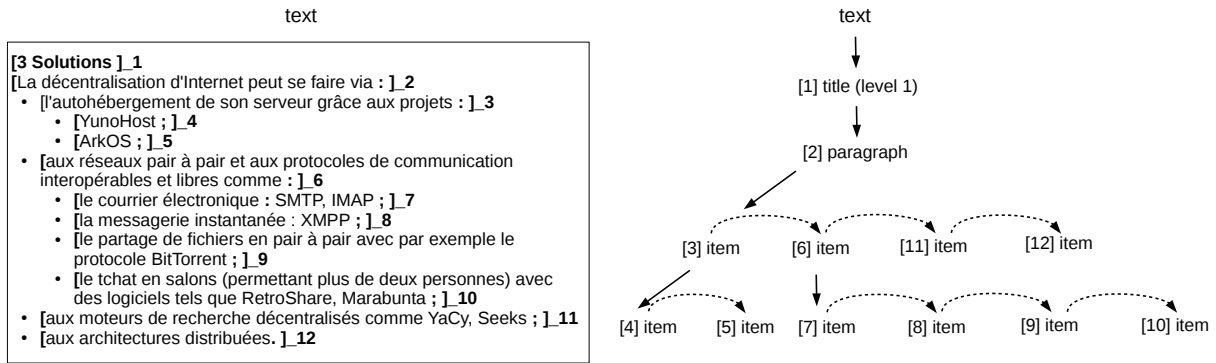 text
[3 Solutions ]_1
[La décentralisation d'Internet peut se faire via : ]_2
• [l'autohébergement de son serveur grâce aux projets : ]_3
• [YunoHost ; ]_4
• [ArkOS ; ]_5
• [aux réseaux pair à pair et aux protocoles de communication
interopérables et libres comme : ]_6
• [le courrier électronique : SMTP, IMAP ; ]_7
• [la messagerie instantanée : XMPP ; ]_8
• [le partage de fichiers en pair à pair avec par exemple le
protocole BitTorrent ; ]_9
• [le tchat en salons (permettant plus de deux personnes) avec
des logiciels tels que RetroShare, Marabunta ; ]_10
• [aux moteurs de recherche décentralisés comme YaCy, Seeks ; ]_11
• [aux architectures distribuées. ]_12
text
[1] title (level 1)
[2] paragraph
[3] item [6] item [11] item [12] item
[4] item [5] item [7] item [8] item [9] item [10] item